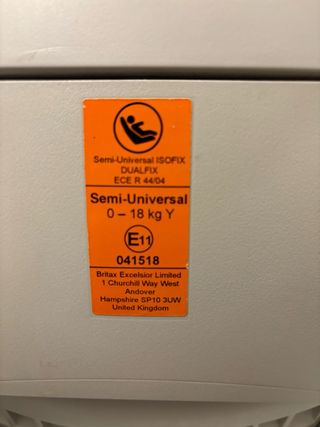 Semi-Universal ISOFIX
DUALFIX
ECE R 44/04
Semi-Universal
0 – 18 kg Y
E11
041518
Britax Excelsior Limited
1 Churchill Way West
Andover
Hampshire SP10 3UW
United Kingdom